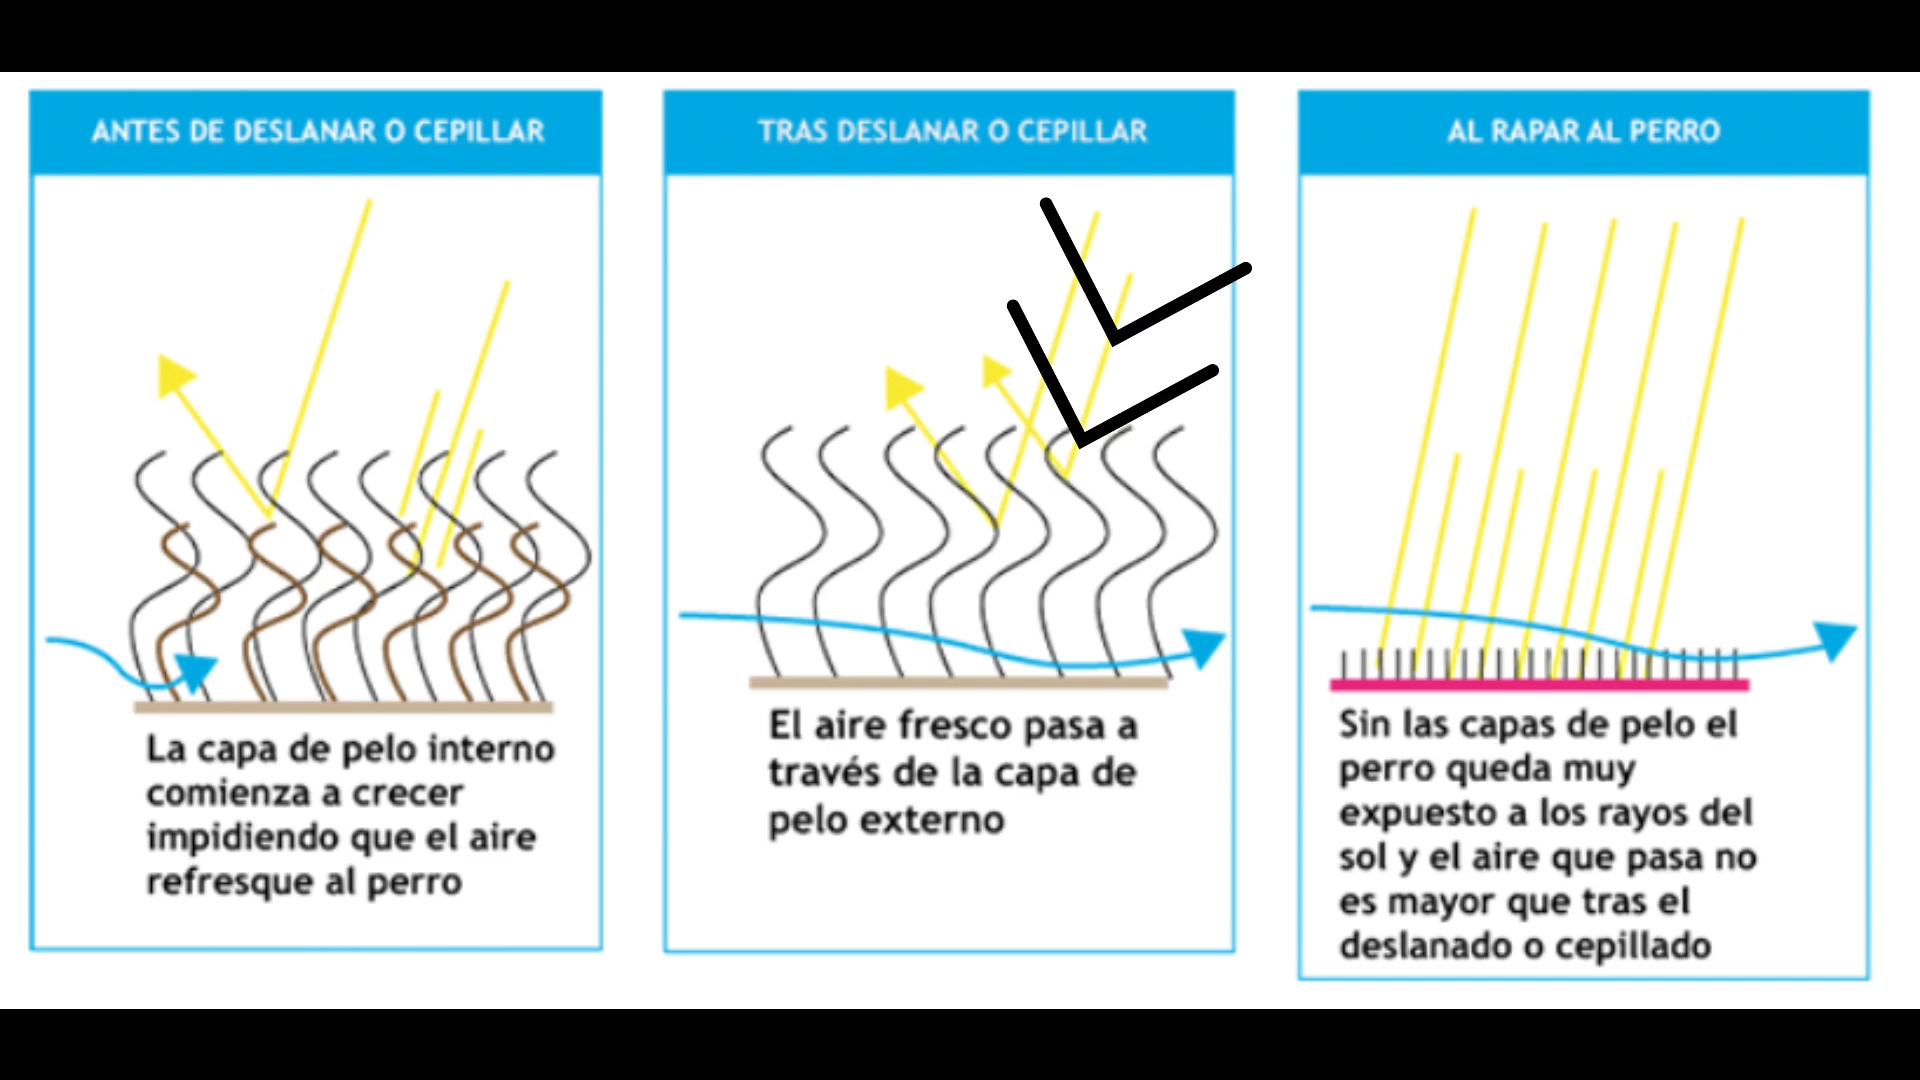 ANTES DE DESLANAR O CEPILLAR
La capa de pelo interno
comienza a crecer
impidiendo que el aire
refresque al perro
TRAS DESLANAR O CEPILLAR
El aire fresco pasa a
través de la capa de
pelo externo
AL RAPAR AL PERRO
Sin las capas de pelo el
perro queda muy
expuesto a los rayos del
sol y el aire que pasa no
es mayor que tras el
deslanado o cepillado